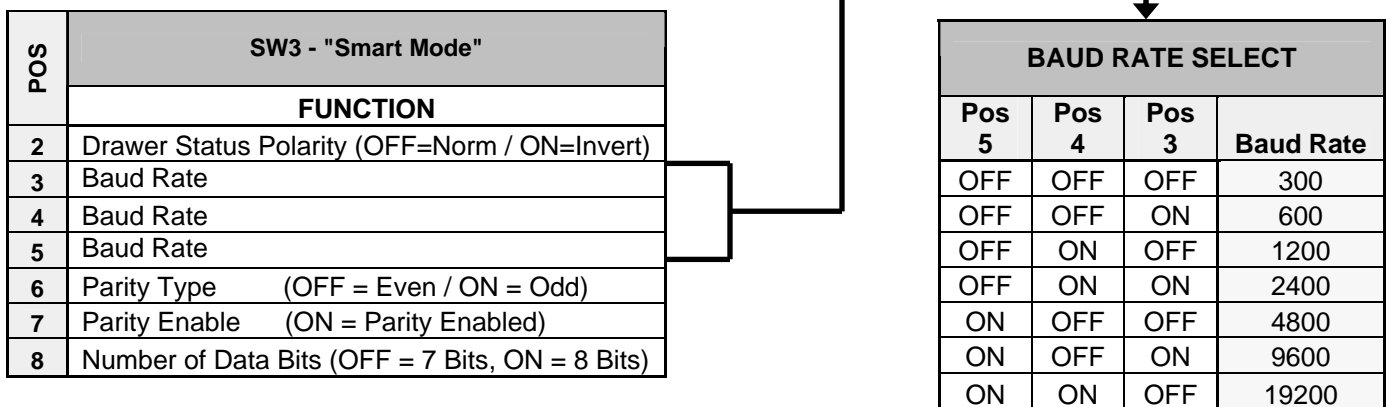 POS
SW3 - "Smart Mode"
FUNCTION
2 Drawer Status Polarity (OFF=Norm / ON=Invert)
3 Baud Rate
4 Baud Rate
5 Baud Rate
6 Parity Type (OFF = Even / ON = Odd)
7 Parity Enable (ON = Parity Enabled)
8 Number of Data Bits (OFF = 7 Bits, ON = 8 Bits)
BAUD RATE SELECT
Pos 5 Pos 4 Pos 3 Baud Rate
OFF OFF OFF 300
OFF OFF ON 600
OFF ON OFF 1200
OFF ON ON 2400
ON OFF OFF 4800
ON OFF ON 9600
ON ON OFF 19200